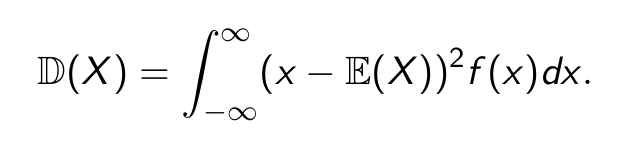 𝔻(X) = ∫_{-∞}^{∞} (x − 𝔼(X))² f(x)dx.